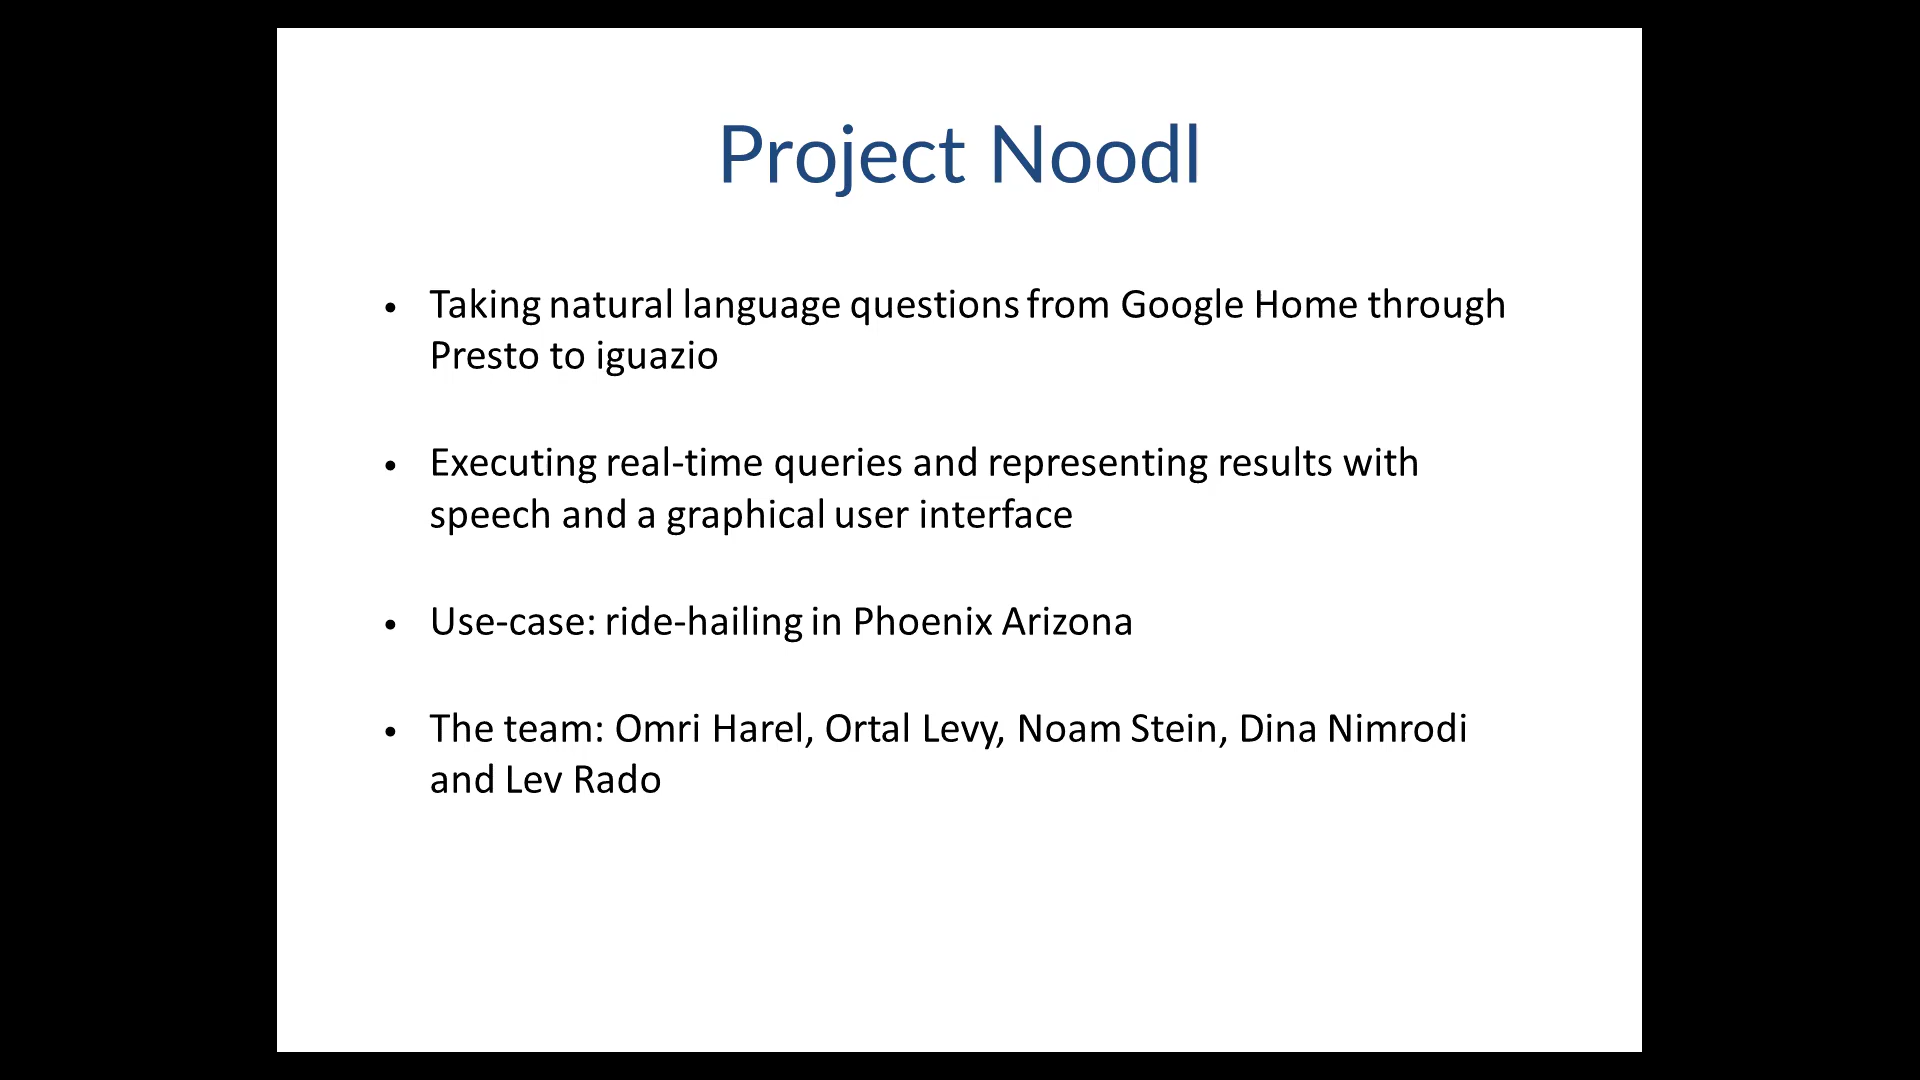 Project Noodl
• Taking natural language questions from Google Home through
Presto to iguazio
• Executing real-time queries and representing results with
speech and a graphical user interface
• Use-case: ride-hailing in Phoenix Arizona
• The team: Omri Harel, Ortal Levy, Noam Stein, Dina Nimrodi
and Lev Rado